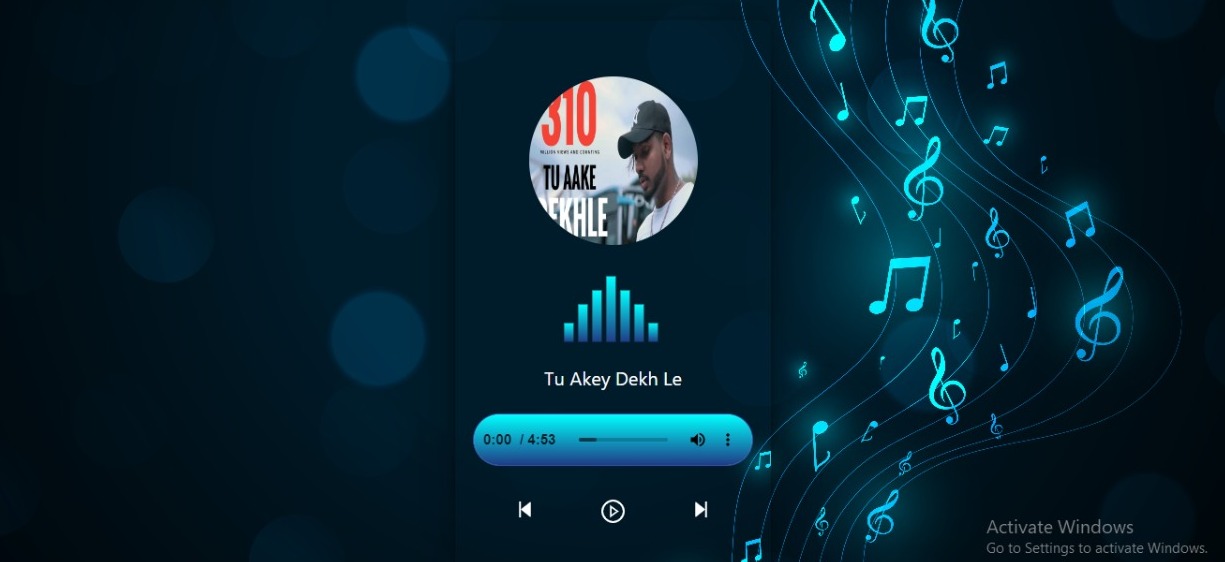 310
MILLION VIEWS AND COUNTING
TU AAKE
DEKHLE
Tu Akey Dekh Le
0:00 / 4:53
Activate Windows
Go to Settings to activate Windows.